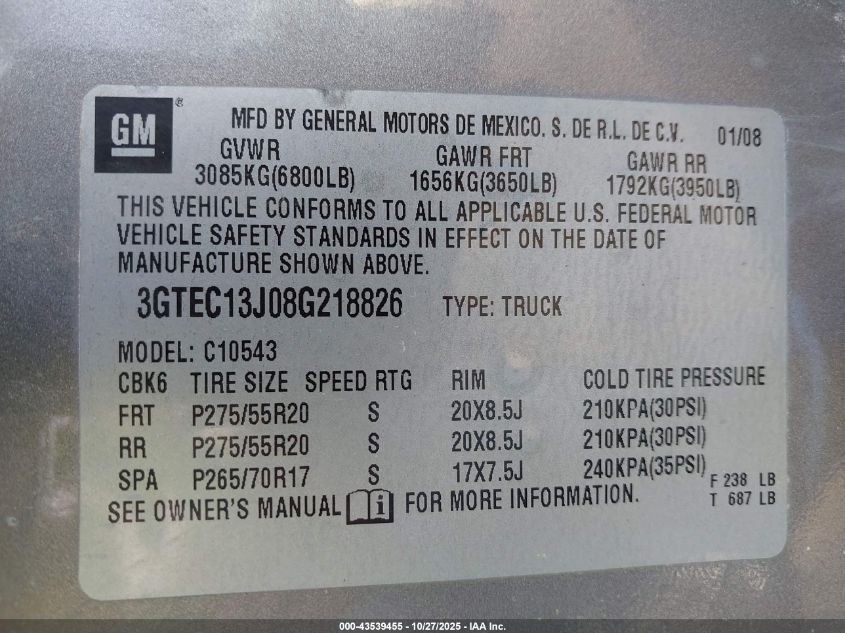 GM ® MFD BY GENERAL MOTORS DE MEXICO. S. DE R.L. DE C.V. 01/08
GVWR GAWR FRT GAWR RR
3085KG(6800LB) 1656KG(3650LB) 1792KG(3950LB)
THIS VEHICLE CONFORMS TO ALL APPLICABLE U.S. FEDERAL MOTOR
VEHICLE SAFETY STANDARDS IN EFFECT ON THE DATE OF
MANUFACTURE SHOWN ABOVE.
3GTEC13J08G218826 TYPE: TRUCK
MODEL: C10543
CBK6 TIRE SIZE SPEED RTG RIM COLD TIRE PRESSURE
FRT P275/55R20 S 20X8.5J 210KPA(30PSI)
RR P275/55R20 S 20X8.5J 210KPA(30PSI)
SPA P265/70R17 S 17X7.5J 240KPA(35PSI) F 238 LB
SEE OWNER'S MANUAL i FOR MORE INFORMATION. T 687 LB
000-43539455 - 10/27/2025 - IAA Inc.